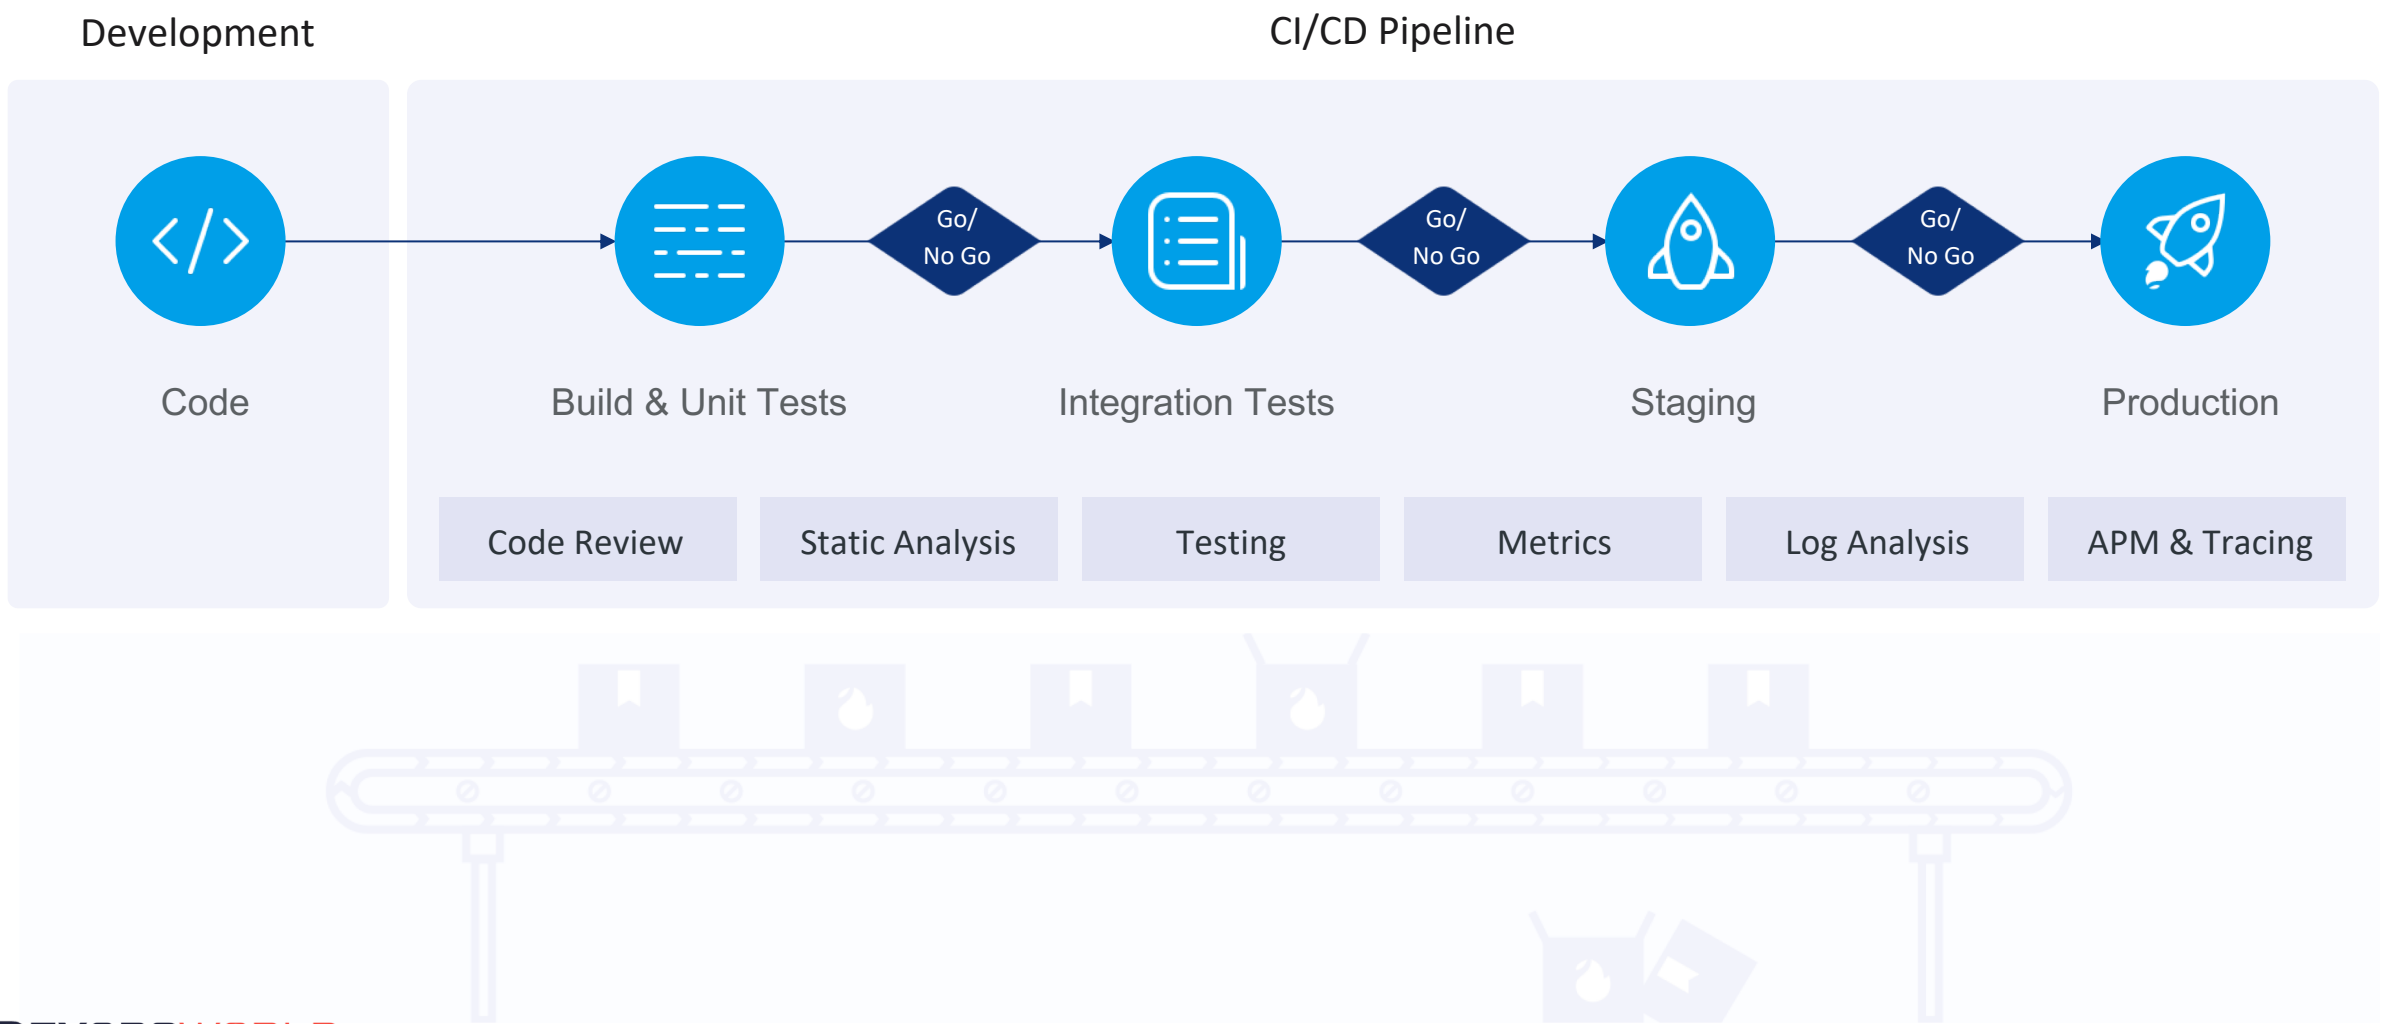 Development
CI/CD Pipeline
Go/
No Go
Go/
No Go
Go/
No Go
Code
Build & Unit Tests
Integration Tests
Staging
Production
Code Review
Static Analysis
Testing
Metrics
Log Analysis
APM & Tracing